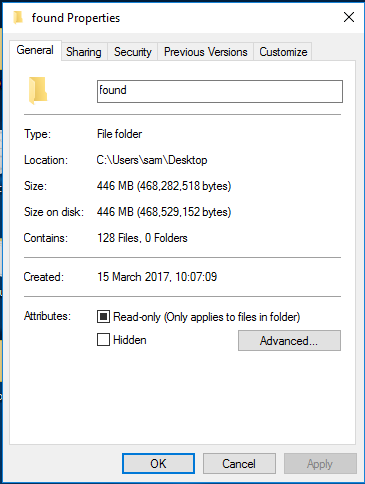 found Properties
General Sharing Security Previous Versions Customize
found
Type: File folder
Location: C:\Users\sam\Desktop
Size: 446 MB (468,282,518 bytes)
Size on disk: 446 MB (468,529,152 bytes)
Contains: 128 Files, 0 Folders
Created: 15 March 2017, 10:07:09
Attributes: Read-only (Only applies to files in folder)
Hidden Advanced...
OK Cancel Apply